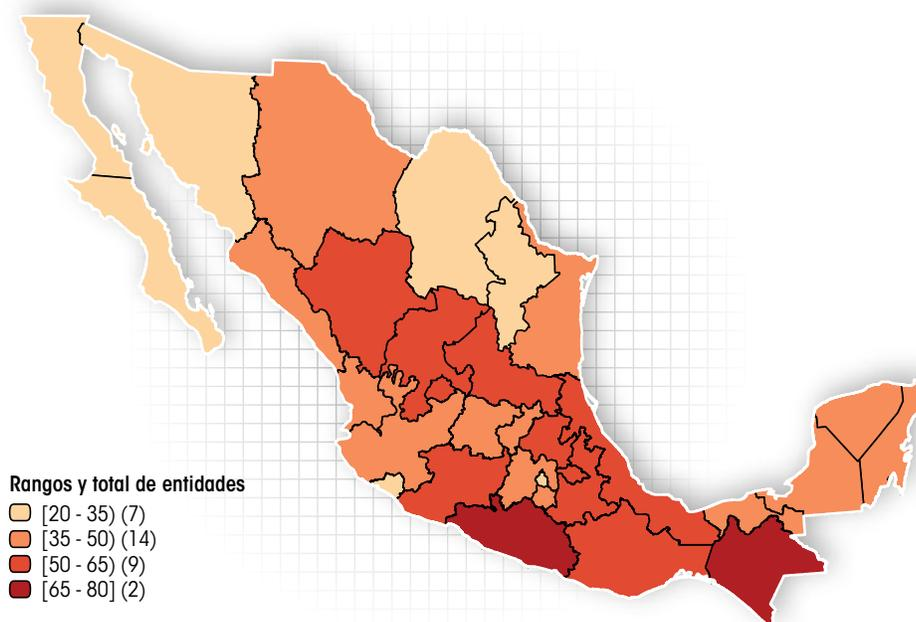 Rangos y total de entidades
[20 - 35) (7)
[35 - 50) (14)
[50 - 65) (9)
[65 - 80] (2)